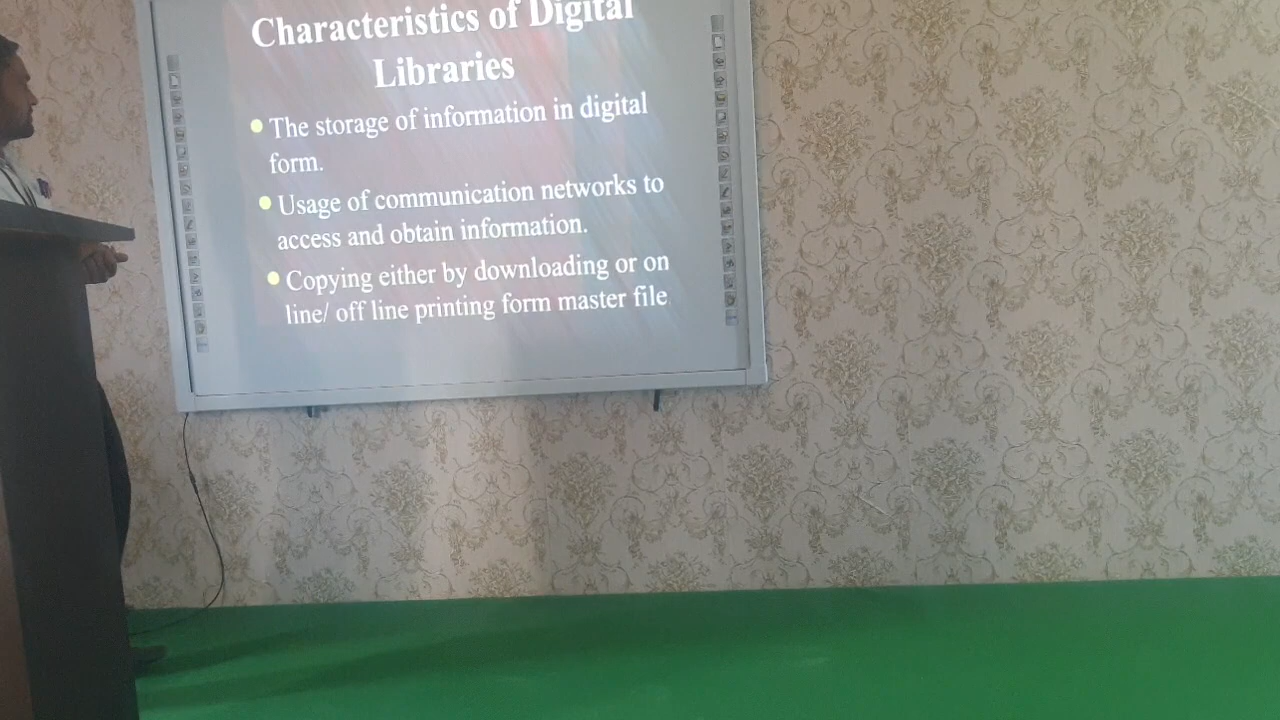 Characteristics of Digital
Libraries
The storage of information in digital
form.
Usage of communication networks to
access and obtain information.
Copying either by downloading or on
line/ off line printing form master file